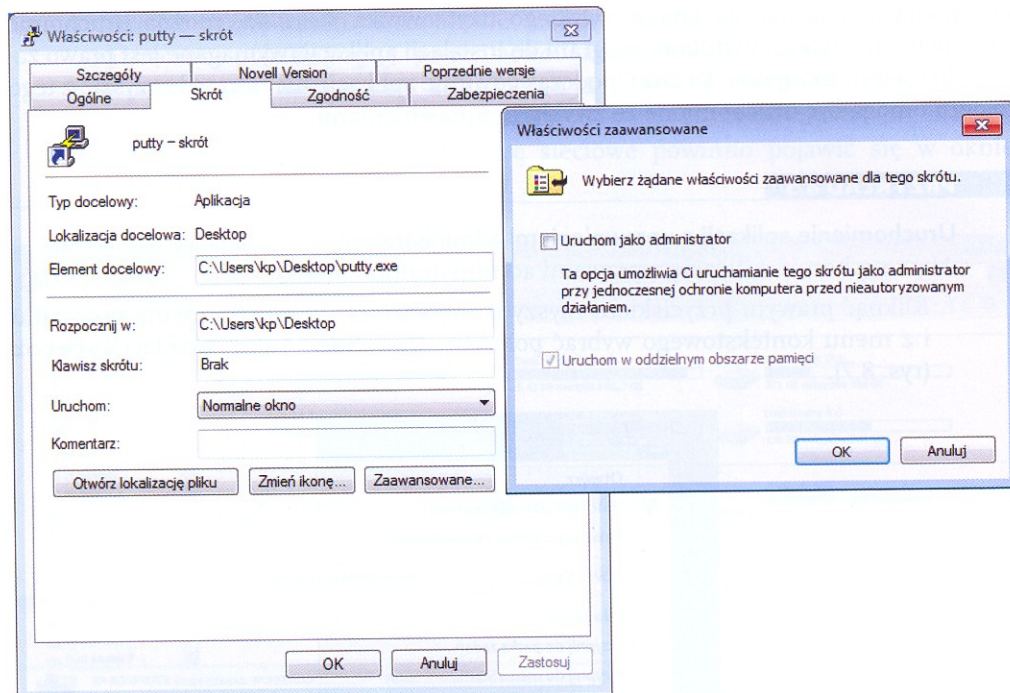 Właściwości: putty — skrót
Szczegóły
Novell Version
Poprzednie wersje
Ogólne
Skrót
Zgodność
Zabezpieczenia
putty – skrót
Typ docelowy: Aplikacja
Lokalizacja docelowa: Desktop
Element docelowy: C:\Users\kp\Desktop\putty.exe
Rozpocznij w: C:\Users\kp\Desktop
Klawisz skrótu: Brak
Uruchom: Normalne okno
Komentarz:
Otwórz lokalizację pliku
Zmień ikonę...
Zaawansowane...
OK
Anuluj
Zastosuj
Właściwości zaawansowane
Wybierz żądane właściwości zaawansowane dla tego skrótu.
Uruchom jako administrator
Ta opcja umożliwia Ci uruchamianie tego skrótu jako administrator
przy jednoczesnej ochronie komputera przed nieautoryzowanym
działaniem.
Uruchom w oddzielnym obszarze pamięci
OK
Anuluj